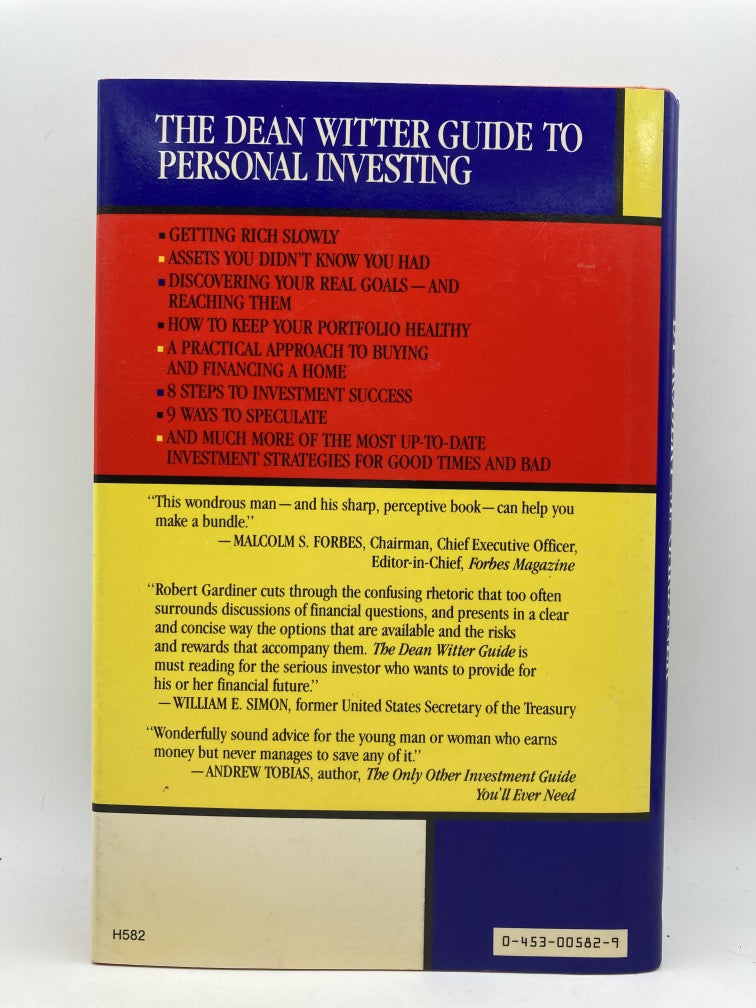 THE DEAN WITTER GUIDE TO
PERSONAL INVESTING
GETTING RICH SLOWLY
ASSETS YOU DIDN'T KNOW YOU HAD
DISCOVERING YOUR REAL GOALS—AND
REACHING THEM
HOW TO KEEP YOUR PORTFOLIO HEALTHY
A PRACTICAL APPROACH TO BUYING
AND FINANCING A HOME
8 STEPS TO INVESTMENT SUCCESS
9 WAYS TO SPECULATE
AND MUCH MORE OF THE MOST UP-TO-DATE
INVESTMENT STRATEGIES FOR GOOD TIMES AND BAD
"This wondrous man—and his sharp, perceptive book—can help you
make a bundle."
—MALCOLM S. FORBES, Chairman, Chief Executive Officer,
Editor-in-Chief, Forbes Magazine
"Robert Gardiner cuts through the confusing rhetoric that too often
surrounds discussions of financial questions, and presents in a clear
and concise way the options that are available and the risks
and rewards that accompany them. The Dean Witter Guide is
must reading for the serious investor who wants to provide for
his or her financial future."
—WILLIAM E. SIMON, former United States Secretary of the Treasury
"Wonderfully sound advice for the young man or woman who earns
money but never manages to save any of it."
—ANDREW TOBIAS, author, The Only Other Investment Guide
You'll Ever Need
H582
0-453-00582-9